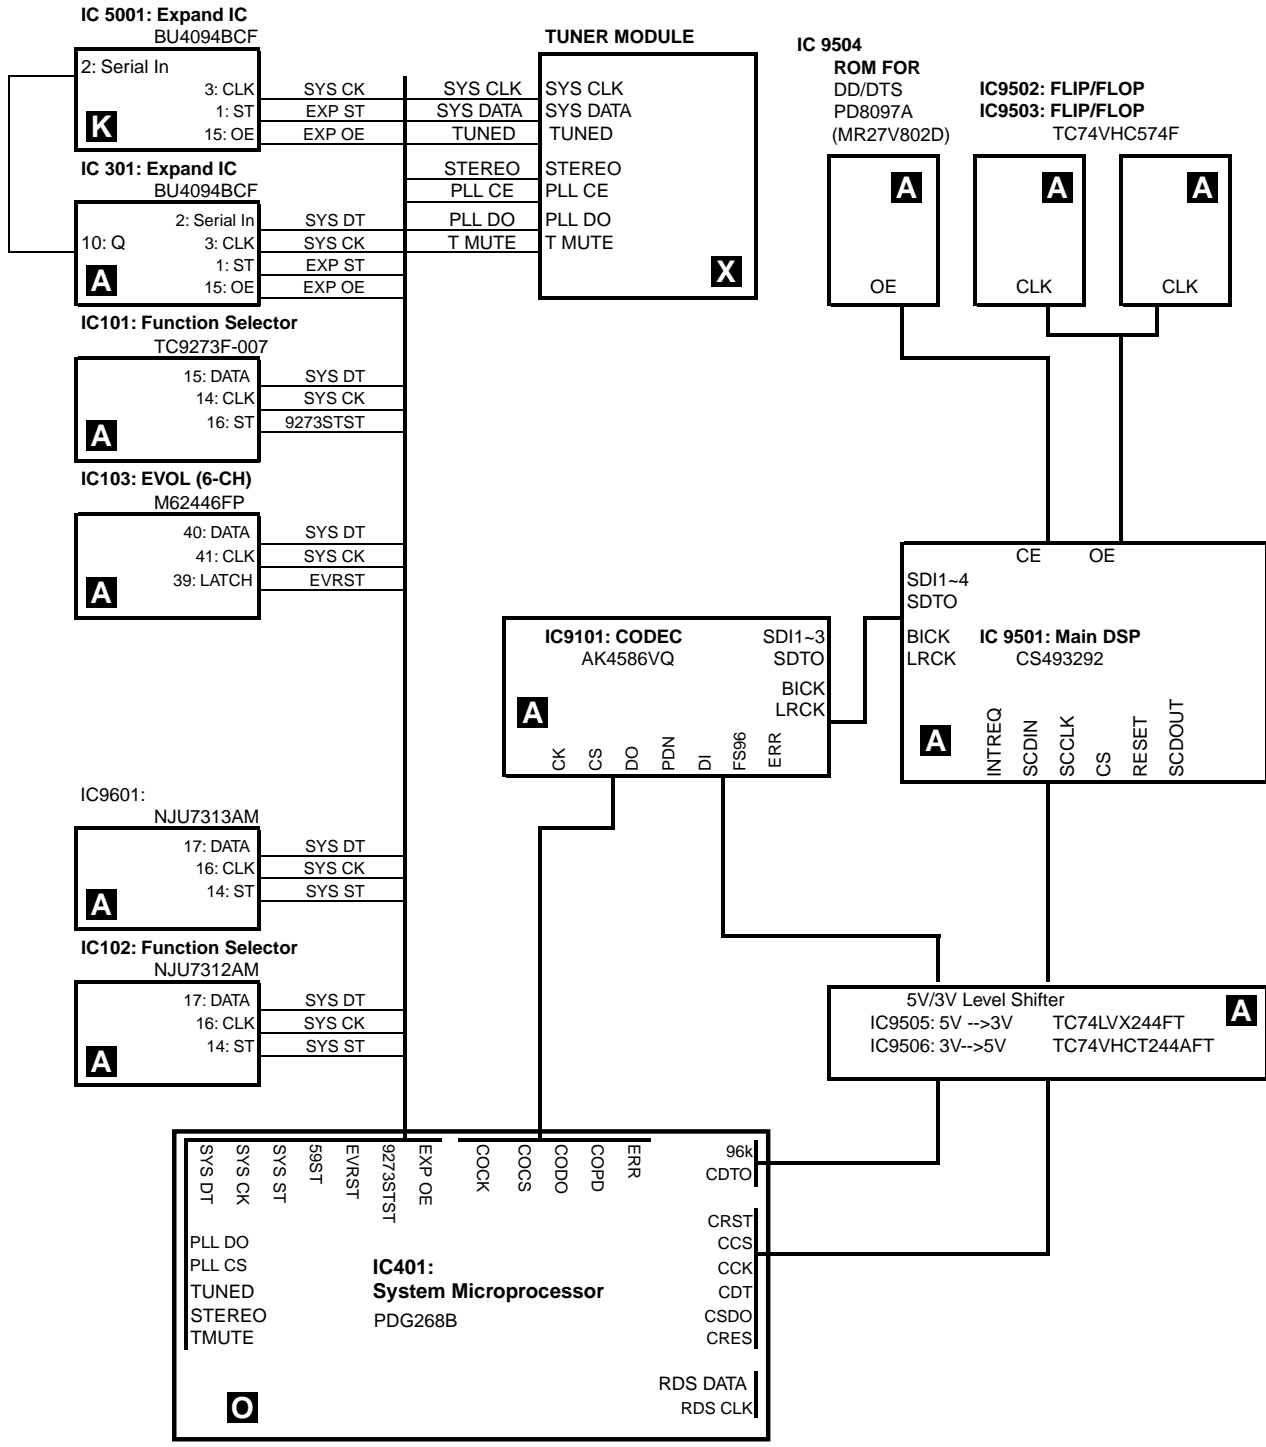 IC 5001: Expand IC
BU4094BCF
2: Serial In
3: CLK SYS CK
1: ST EXP ST
15: OE EXP OE
K
IC 301: Expand IC
BU4094BCF
2: Serial In SYS DT
10: Q 3: CLK SYS CK
1: ST EXP ST
15: OE EXP OE
A
IC101: Function Selector
TC9273F-007
15: DATA SYS DT
14: CLK SYS CK
16: ST 9273STST
A
IC103: EVOL (6-CH)
M62446FP
40: DATA SYS DT
41: CLK SYS CK
39: LATCH EVRST
A
IC9601:
NJU7313AM
17: DATA SYS DT
16: CLK SYS CK
14: ST SYS ST
A
IC102: Function Selector
NJU7312AM
17: DATA SYS DT
16: CLK SYS CK
14: ST SYS ST
A
TUNER MODULE
SYS CLK SYS CLK
SYS DATA SYS DATA
TUNED TUNED
STEREO STEREO
PLL CE PLL CE
PLL DO PLL DO
T MUTE T MUTE
X
IC 9504
ROM FOR
DD/DTS
PD8097A
(MR27V802D)
A
OE
IC9502: FLIP/FLOP
IC9503: FLIP/FLOP
TC74VHC574F
A
CLK
A
CLK
IC9101: CODEC
AK4586VQ
SDI1~3
SDTO
BICK
LRCK
A
CK
CS
DO
PDN
DI
FS96
ERR
CE OE
SDI1~4
SDTO
BICK
LRCK
IC 9501: Main DSP
CS493292
A
INTREQ
SCDIN
SCCLK
CS
RESET
SCDOUT
5V/3V Level Shifter
IC9505: 5V -->3V TC74LVX244FT
IC9506: 3V-->5V TC74VHCT244AFT
A
SYS DT
SYS CK
SYS ST
59ST
EVRST
9273STST
EXP OE
COCK
COCS
CODO
COPD
ERR
96k
CDTO
CRST
CCS
CCK
CDT
CSDO
CRES
PLL DO
PLL CS
TUNED
STEREO
TMUTE
IC401:
System Microprocessor
PDG268B
RDS DATA
RDS CLK
O